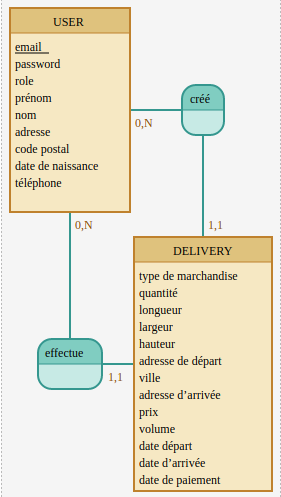 USER
email
password
role
prénom
nom
adresse
code postal
date de naissance
téléphone
créé
0,N
0,N
1,1
DELIVERY
type de marchandise
quantité
longueur
largeur
hauteur
adresse de départ
ville
adresse d’arrivée
prix
volume
date départ
date d’arrivée
date de paiement
effectue
1,1